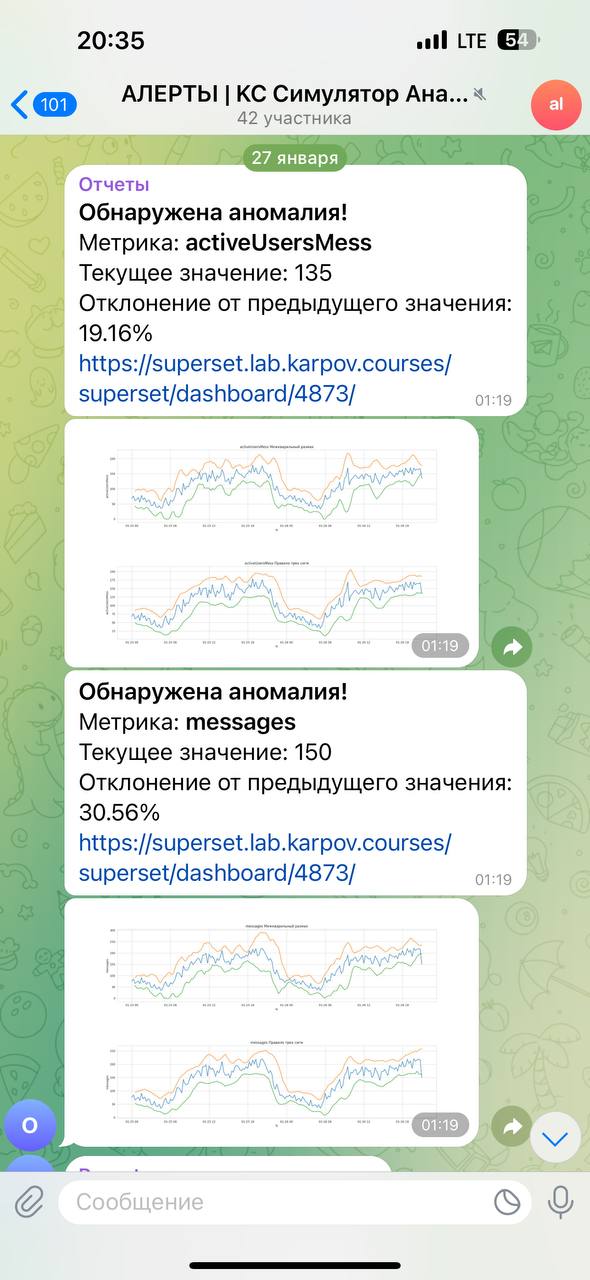 20:35
LTE
54
101
АЛЕРТЫ | КС Симулятор Ана...
42 участника
al
27 января
Отчеты
Обнаружена аномалия!
Метрика: activeUsersMess
Текущее значение: 135
Отклонение от предыдущего значения:
19.16%
https://superset.lab.karpov.courses/
superset/dashboard/4873/
01:19
activeUsersMess Межквартильный размах
activeUsersMess Правило трех сигм
01:19
Обнаружена аномалия!
Метрика: messages
Текущее значение: 150
Отклонение от предыдущего значения:
30.56%
https://superset.lab.karpov.courses/
superset/dashboard/4873/
01:19
messages Межквартильный размах
messages Правило трех сигм
01:19
О
Сообщение